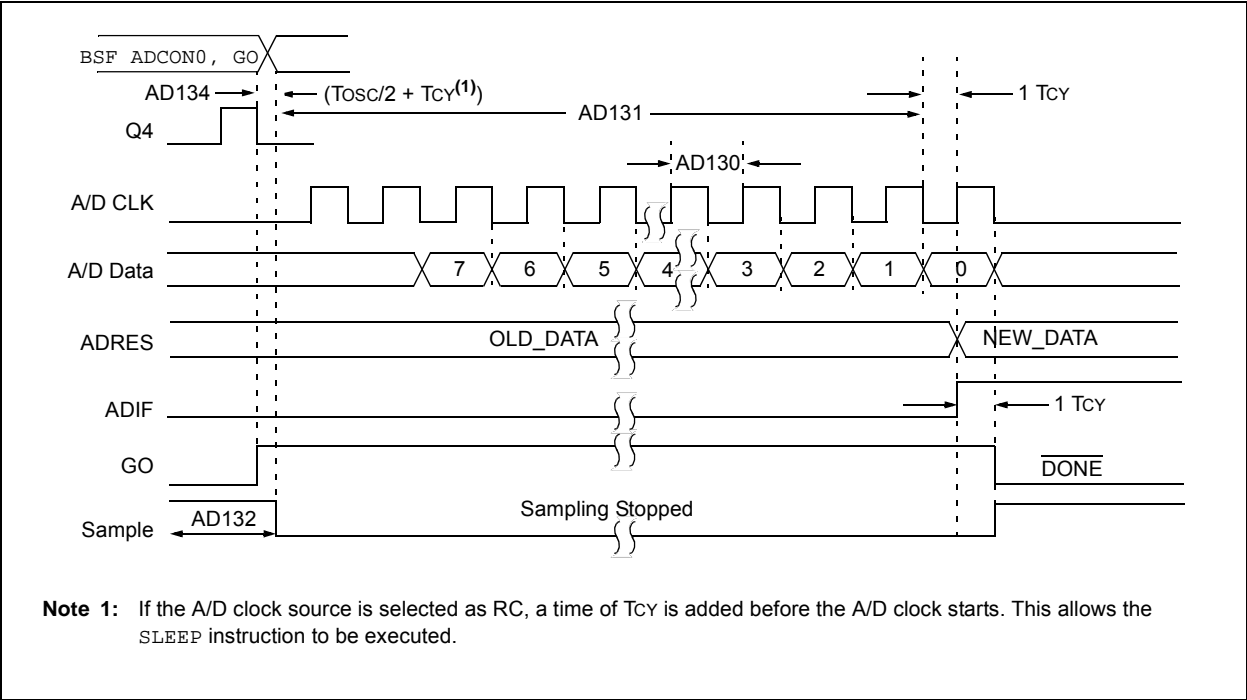 BSF ADCON0, GO
AD134
(TOSC/2 + TCY(1))
1 TCY
AD131
Q4
AD130
A/D CLK
A/D Data
7
6
5
4
3
2
1
0
ADRES
OLD_DATA
NEW_DATA
ADIF
1 TCY
GO
DONE
Sample
AD132
Sampling Stopped
Note 1: If the A/D clock source is selected as RC, a time of TCY is added before the A/D clock starts. This allows the
SLEEP instruction to be executed.